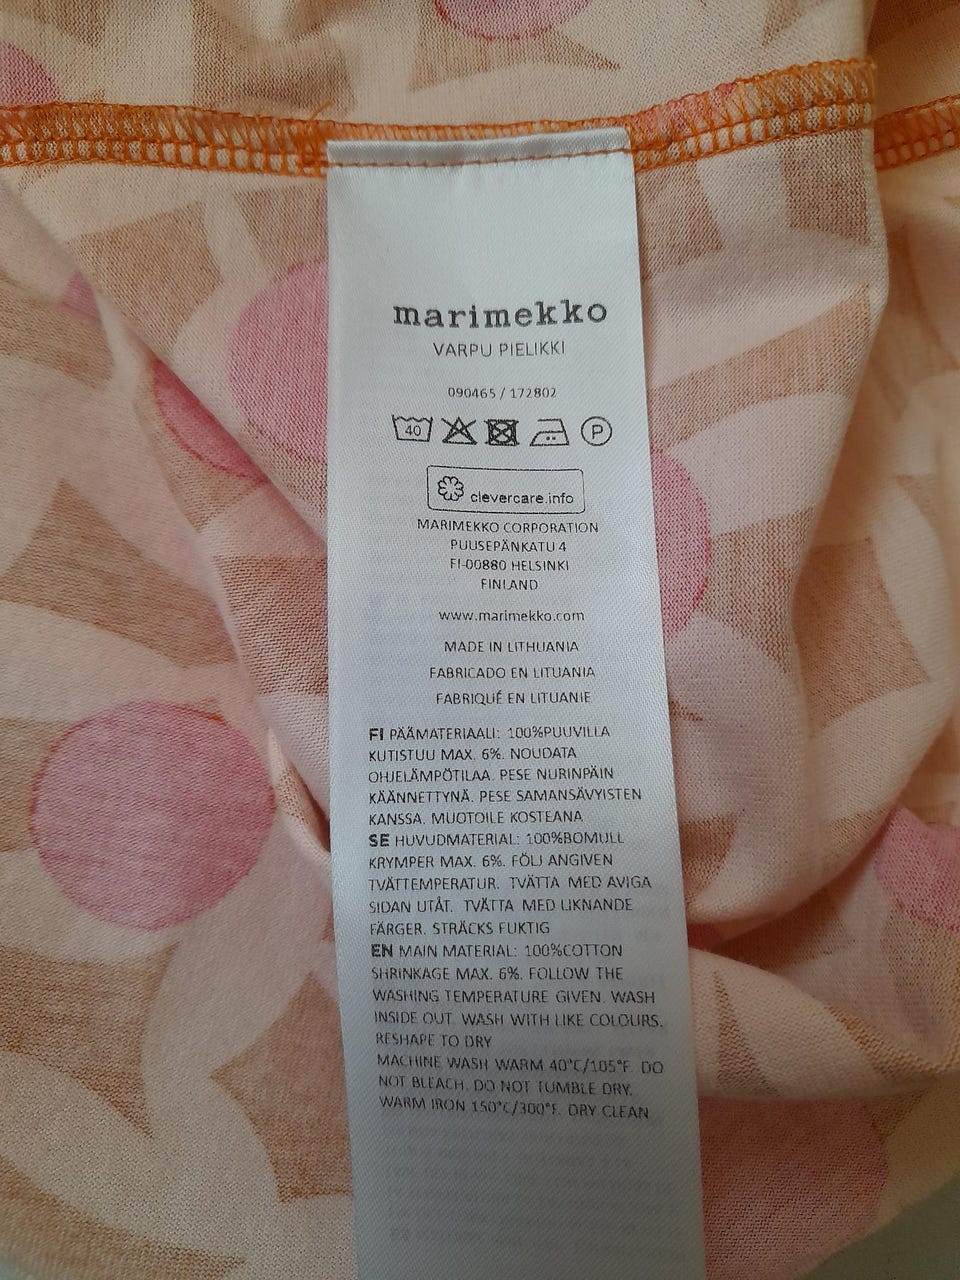 marimekko
VARPU PIELIKKI
090465 / 172802
40 P
clevercare.info
MARIMEKKO CORPORATION
PUUSEPÄNKATU 4
FI-00880 HELSINKI
FINLAND
www.marimekko.com
MADE IN LITHUANIA
FABRICADO EN LITUANIA
FABRIQUÉ EN LITUANIE
FI PÄÄMATERIAALI: 100%PUUVILLA
KUTISTUU MAX. 6%. NOUDATA
OHJELÄMPÖTILAA. PESE NURINPÄIN
KÄÄNNETTYNÄ. PESE SAMANSÄVYISTEN
KANSSA. MUOTOILE KOSTEANA
SE HUVUDMATERIAL: 100%BOMULL
KRYMPER MAX. 6%. FÖLJ ANGIVEN
TVÄTTEMPERATUR. TVÄTTA MED AVIGA
SIDAN UTÅT. TVÄTTA MED LIKNANDE
FÄRGER. STRÄCKS FUKTIG
EN MAIN MATERIAL: 100%COTTON
SHRINKAGE MAX. 6%. FOLLOW THE
WASHING TEMPERATURE GIVEN. WASH
INSIDE OUT. WASH WITH LIKE COLOURS.
RESHAPE TO DRY
MACHINE WASH WARM 40°C/105°F. DO
NOT BLEACH. DO NOT TUMBLE DRY.
WARM IRON 150°C/300°F. DRY CLEAN